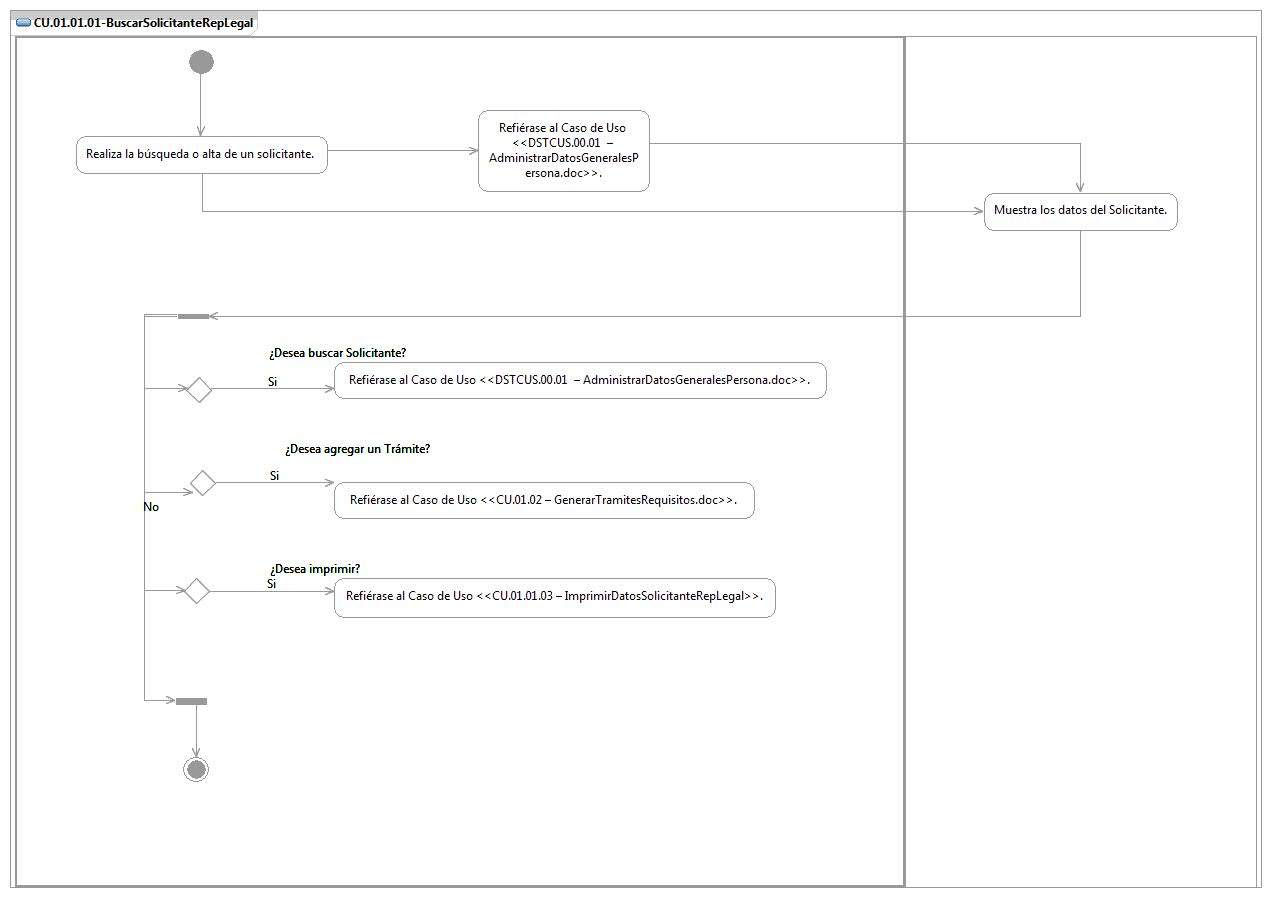 CU.01.01.01-BuscarSolicitanteRepLegal
Realiza la búsqueda o alta de un solicitante.
Refiérase al Caso de Uso
<<DSTCUS.00.01 –
AdministrarDatosGeneralesP
ersona.doc>>.
Muestra los datos del Solicitante.
¿Desea buscar Solicitante?
Si
Refiérase al Caso de Uso <<DSTCUS.00.01 – AdministrarDatosGeneralesPersona.doc>>.
¿Desea agregar un Trámite?
Si
Refiérase al Caso de Uso <<CU.01.02 – GenerarTramitesRequisitos.doc>>.
No
¿Desea imprimir?
Si
Refiérase al Caso de Uso <<CU.01.01.03 – ImprimirDatosSolicitanteRepLegal>>.